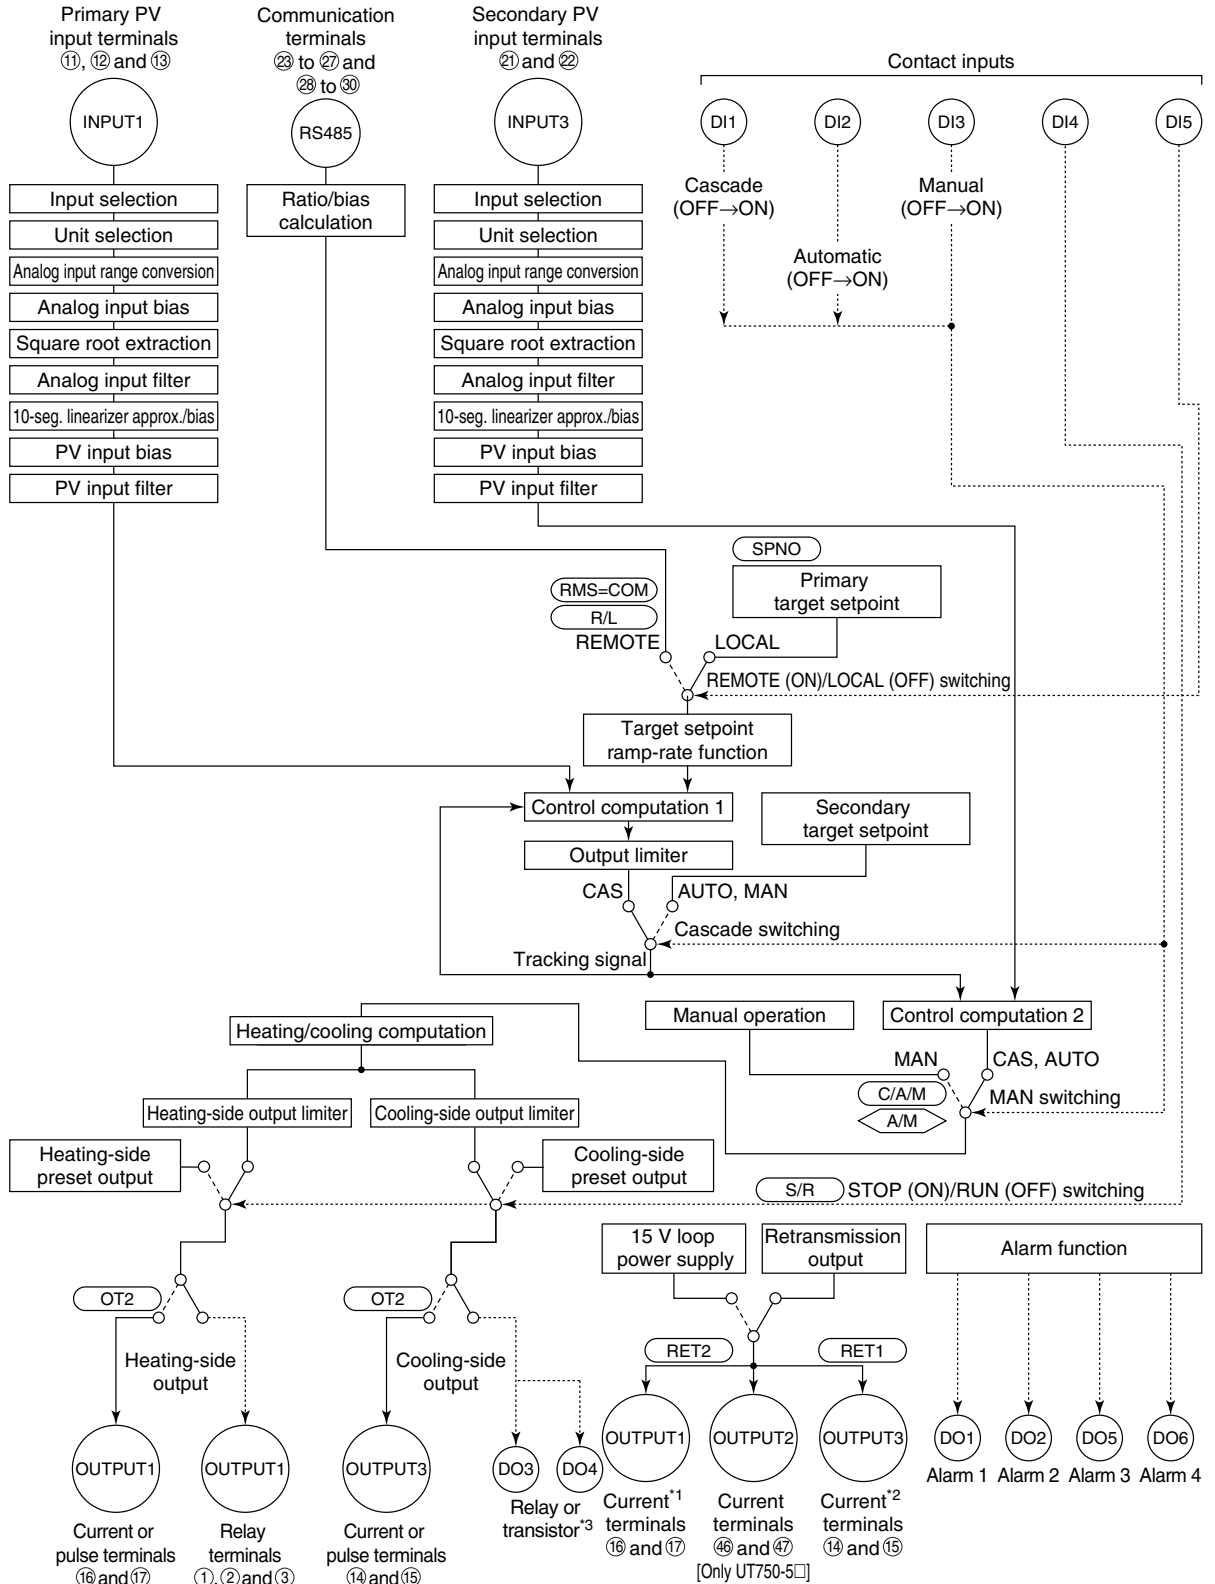 Primary PV
input terminals
⑪, ⑫ and ⑬
INPUT1
Input selection
Unit selection
Analog input range conversion
Analog input bias
Square root extraction
Analog input filter
10-seg. linearizer approx./bias
PV input bias
PV input filter
Communication
terminals
㉓ to ㉗ and
㉘ to ㉚
RS485
Ratio/bias
calculation
Secondary PV
input terminals
㉑ and ㉒
INPUT3
Input selection
Unit selection
Analog input range conversion
Analog input bias
Square root extraction
Analog input filter
10-seg. linearizer approx./bias
PV input bias
PV input filter
Contact inputs
DI1
DI2
DI3
DI4
DI5
Cascade
(OFF→ON)
Automatic
(OFF→ON)
Manual
(OFF→ON)
SPNO
Primary
target setpoint
RMS=COM
R/L
REMOTE
LOCAL
REMOTE (ON)/LOCAL (OFF) switching
Target setpoint
ramp-rate function
Control computation 1
Secondary
target setpoint
Output limiter
CAS
AUTO, MAN
Cascade switching
Tracking signal
Heating/cooling computation
Manual operation
Control computation 2
MAN
CAS, AUTO
C/A/M
A/M
MAN switching
Heating-side output limiter
Cooling-side output limiter
Heating-side
preset output
Cooling-side
preset output
S/R
STOP (ON)/RUN (OFF) switching
15 V loop
power supply
Retransmission
output
Alarm function
OT2
OT2
Heating-side
output
Cooling-side
output
RET2
RET1
OUTPUT1
Current or
pulse terminals
⑯ and ⑰
OUTPUT1
Relay
terminals
①, ② and ③
OUTPUT3
Current or
pulse terminals
⑭ and ⑮
DO3
DO4
Relay or
transistor*3
OUTPUT1
Current*1
terminals
⑯ and ⑰
OUTPUT2
Current
terminals
㊻ and ㊼
[Only UT750-5□]
OUTPUT3
Current*2
terminals
⑭ and ⑮
DO1
Alarm 1
DO2
Alarm 2
DO5
Alarm 3
DO6
Alarm 4